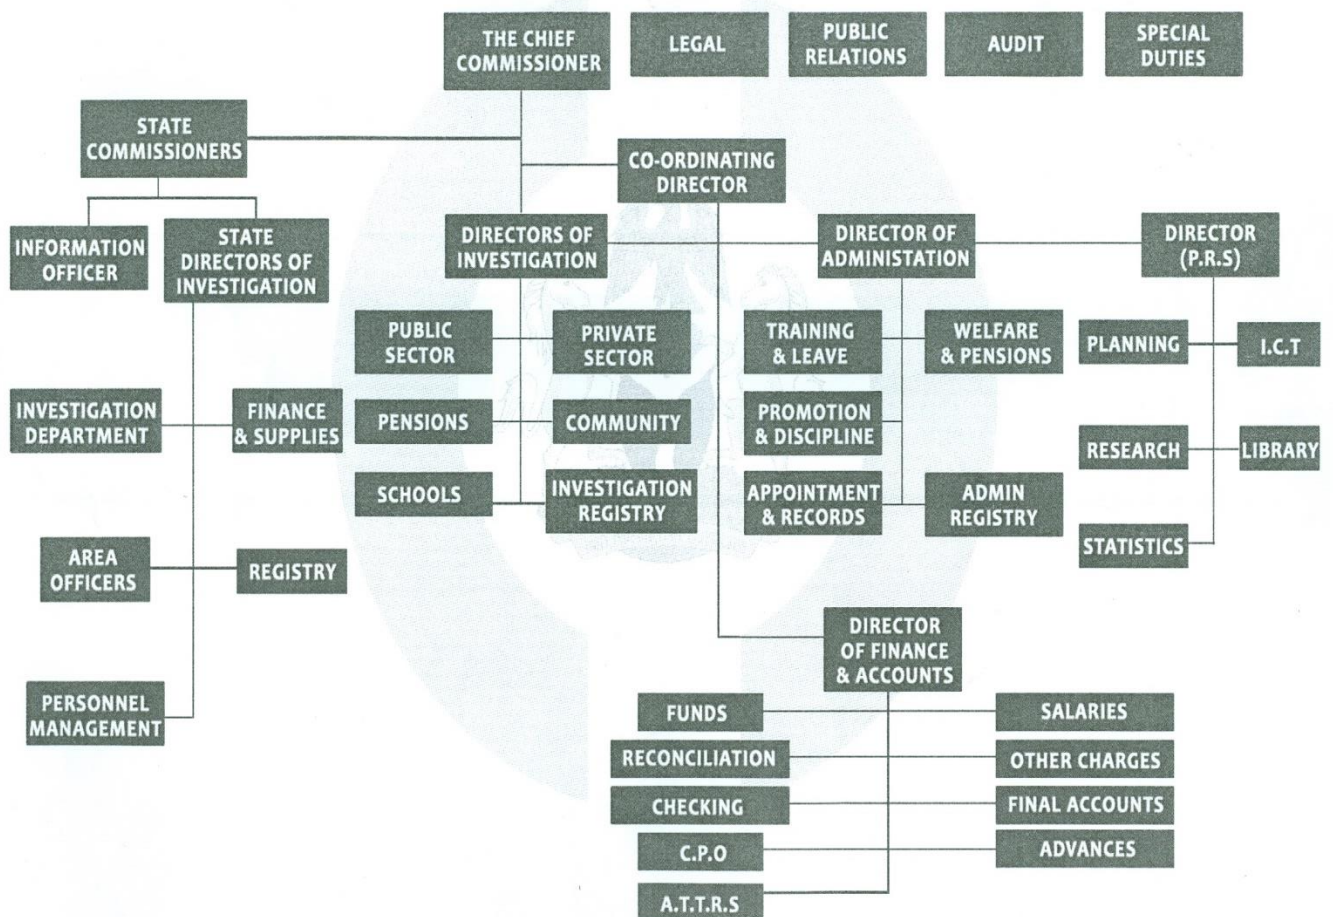 THE CHIEF
COMMISSIONER
LEGAL
PUBLIC
RELATIONS
AUDIT
SPECIAL
DUTIES
STATE
COMMISSIONERS
CO-ORDINATING
DIRECTOR
INFORMATION
OFFICER
STATE
DIRECTORS OF
INVESTIGATION
DIRECTORS OF
INVESTIGATION
DIRECTOR OF
ADMINISTATION
DIRECTOR
(P.R.S)
PUBLIC
SECTOR
PRIVATE
SECTOR
TRAINING
& LEAVE
WELFARE
& PENSIONS
PLANNING
I.C.T
INVESTIGATION
DEPARTMENT
FINANCE
& SUPPLIES
PENSIONS
COMMUNITY
PROMOTION
& DISCIPLINE
RESEARCH
LIBRARY
SCHOOLS
INVESTIGATION
REGISTRY
APPOINTMENT
& RECORDS
ADMIN
REGISTRY
STATISTICS
AREA
OFFICERS
REGISTRY
DIRECTOR
OF FINANCE
& ACCOUNTS
PERSONNEL
MANAGEMENT
FUNDS
SALARIES
RECONCILIATION
OTHER CHARGES
CHECKING
FINAL ACCOUNTS
C.P.O
ADVANCES
A.T.T.R.S